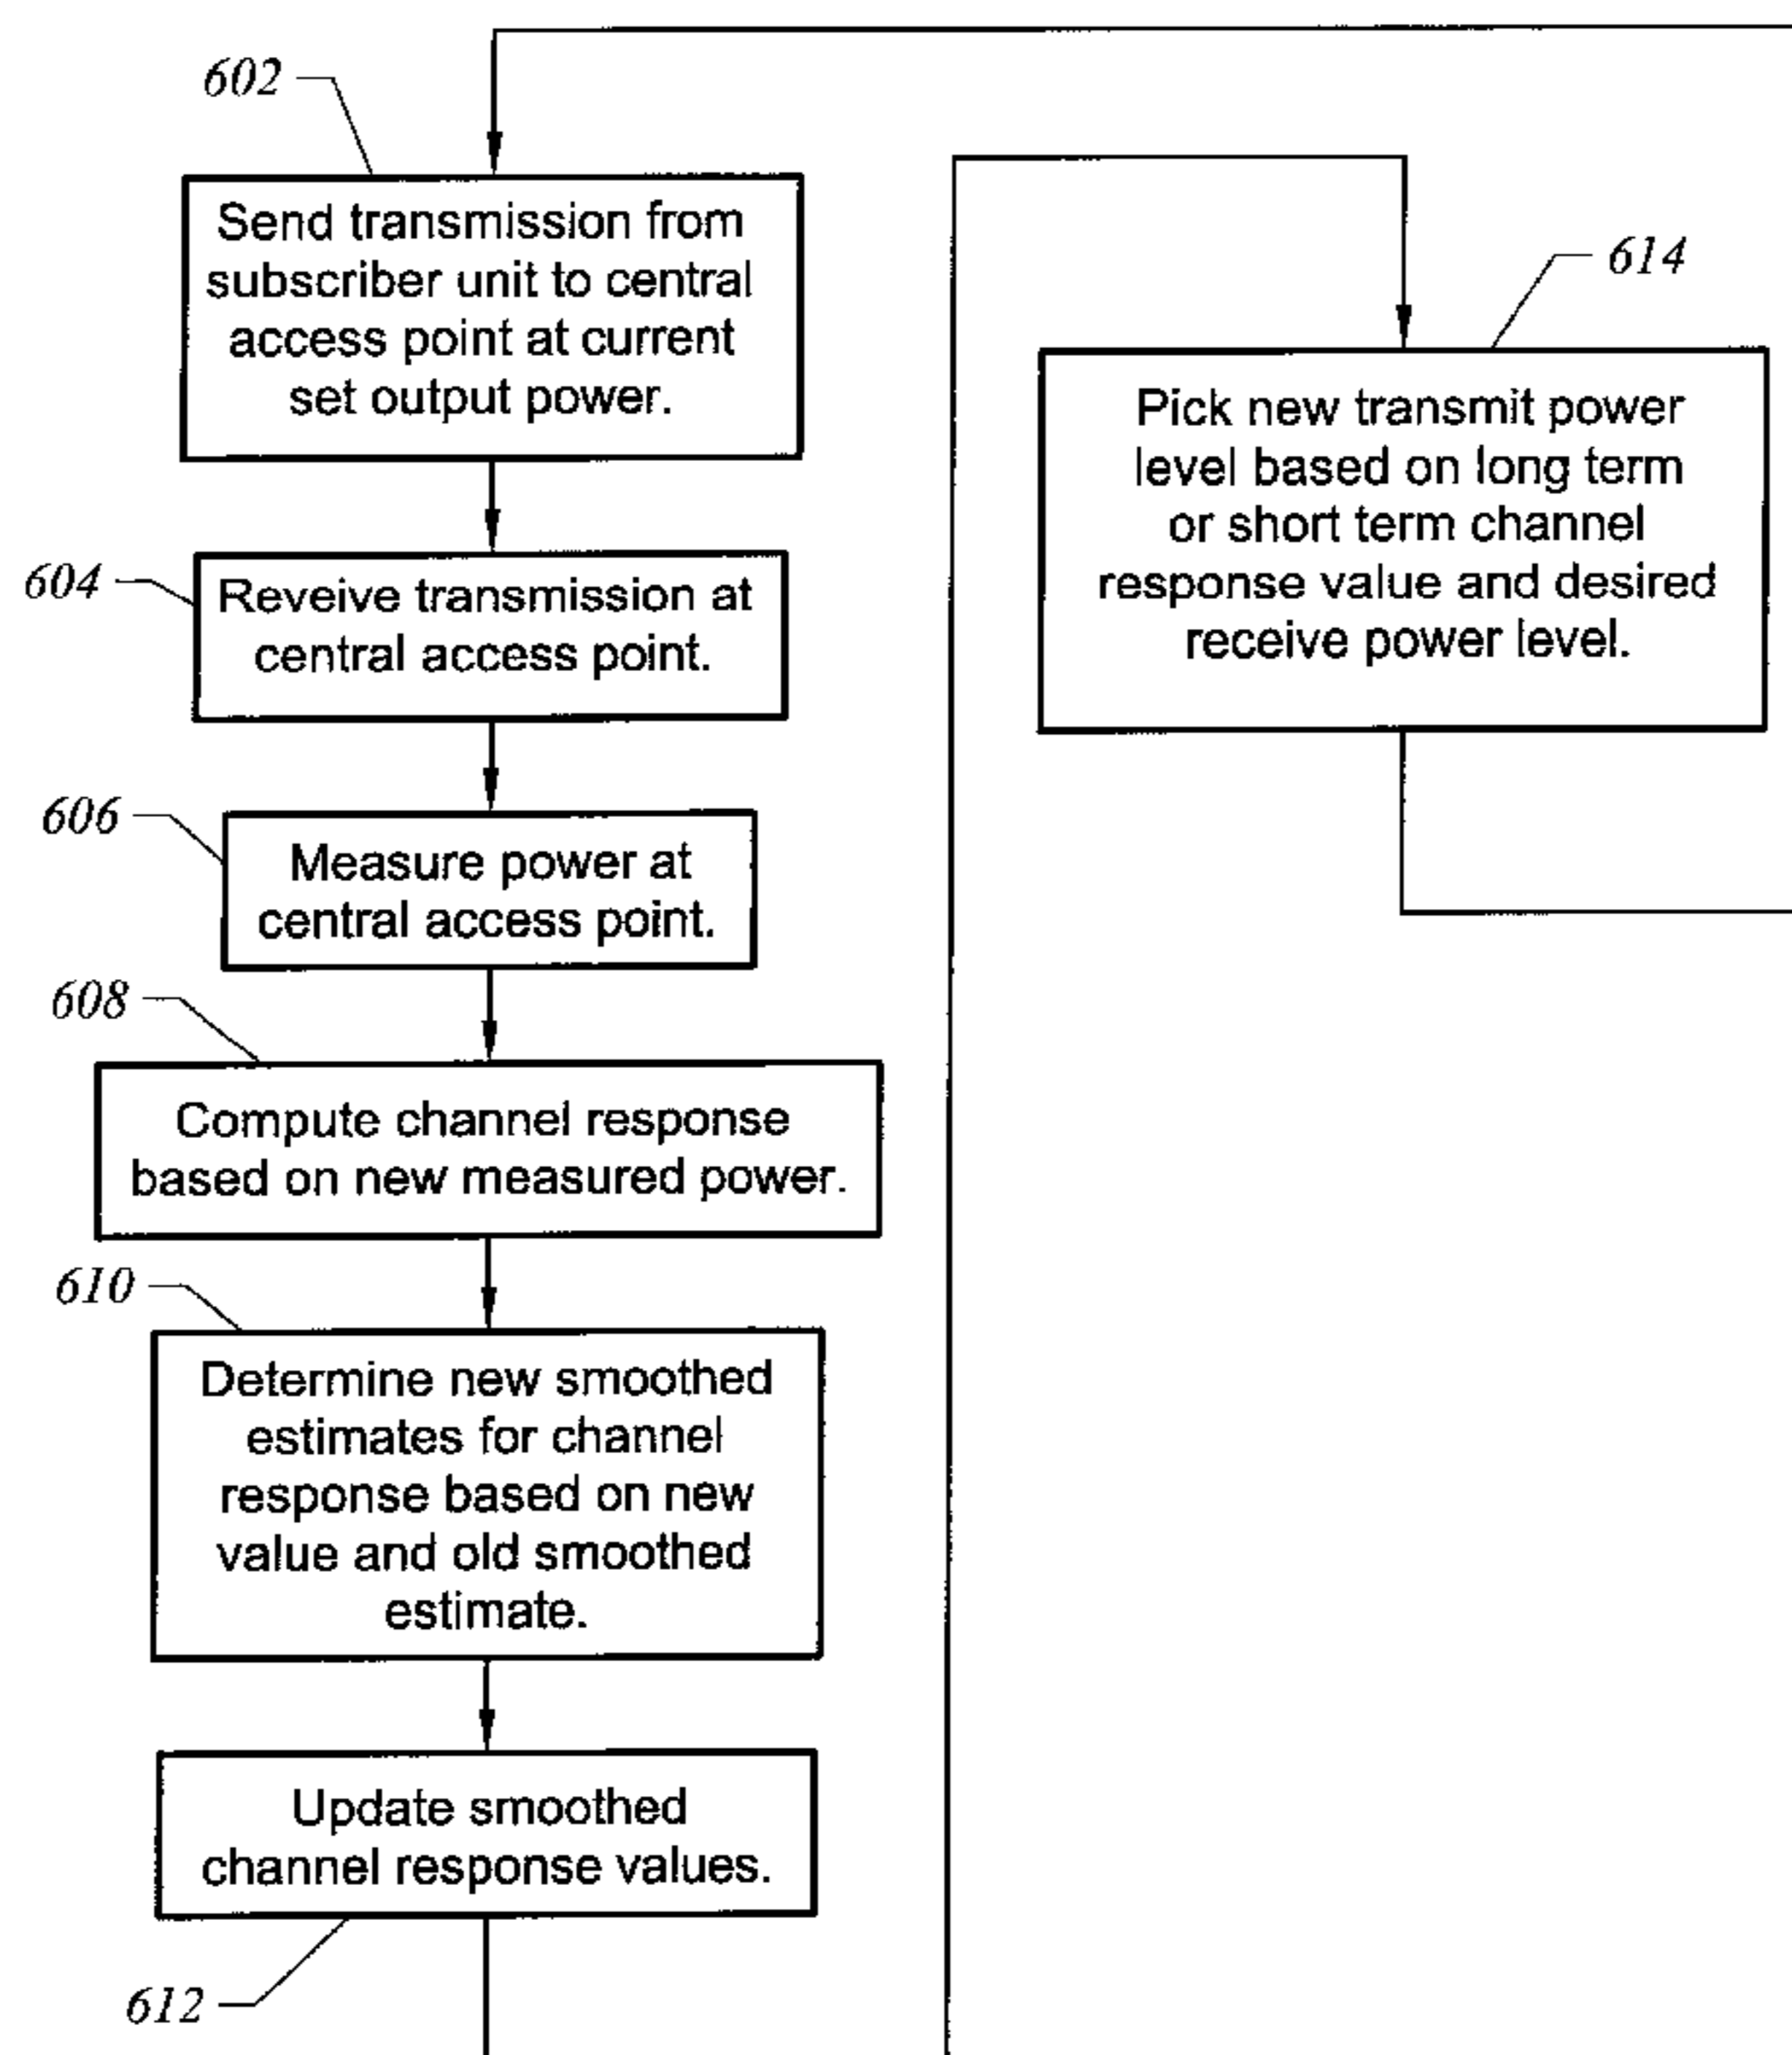 602
Send transmission from
subscriber unit to central
access point at current
set output power.
604
Reveive transmission at
central access point.
606
Measure power at
central access point.
608
Compute channel response
based on new measured power.
610
Determine new smoothed
estimates for channel
response based on new
value and old smoothed
estimate.
Update smoothed
channel response values.
612
614
Pick new transmit power
level based on long term
or short term channel
response value and desired
receive power level.